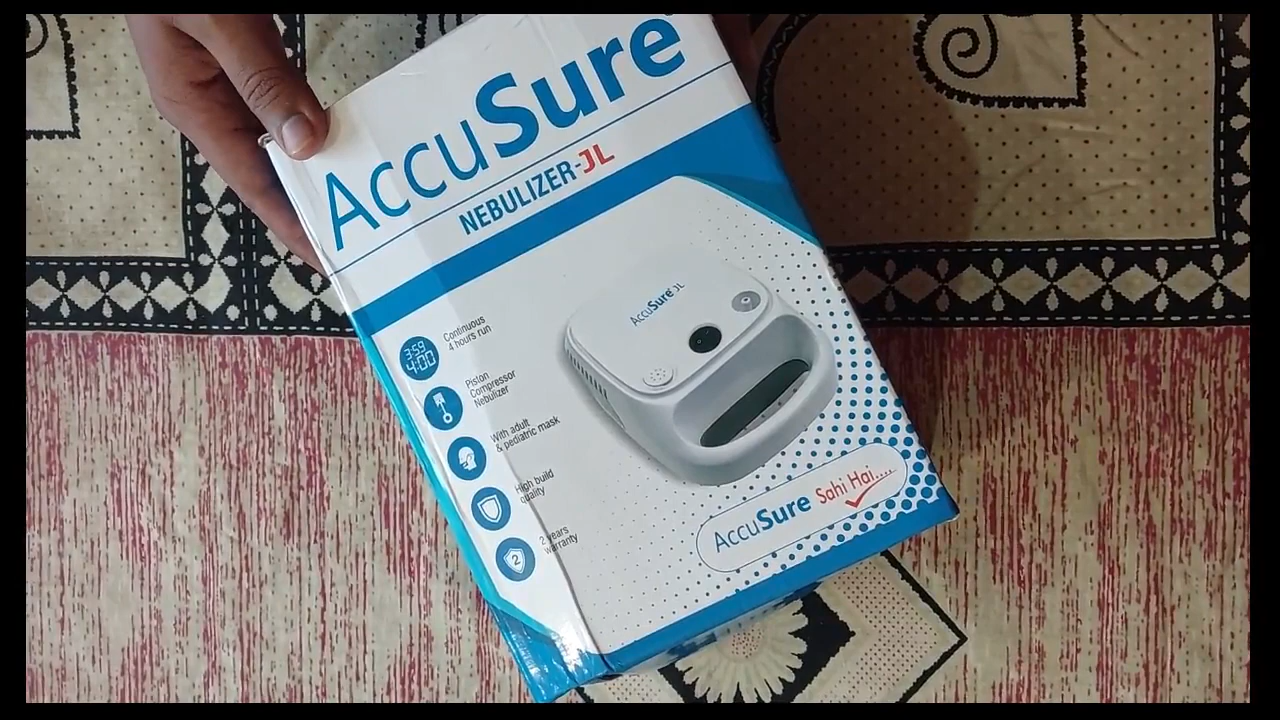 AccuSure
NEBULIZER-JL
3:59
4:00
Continuous
4 hours run
Piston
Compressor
Nebulizer
With adult
& pediatric mask
High build
quality
2
2 years
warranty
AccuSure JL
AccuSure Sahi Hai....